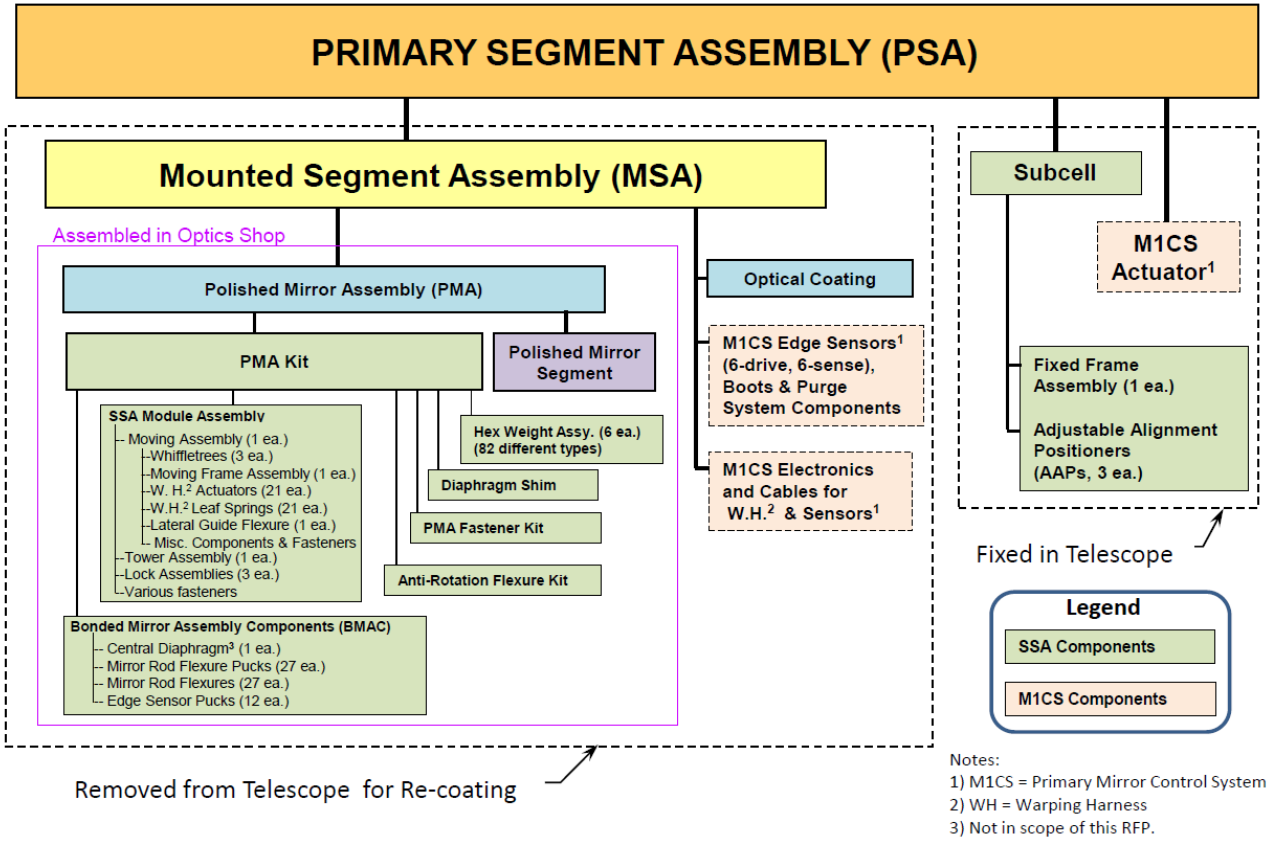 PRIMARY SEGMENT ASSEMBLY (PSA)
Mounted Segment Assembly (MSA)
Assembled in Optics Shop
Polished Mirror Assembly (PMA)
PMA Kit
Polished Mirror
Segment
SSA Module Assembly
Moving Assembly (1 ea.)
Whiffletrees (3 ea.)
Moving Frame Assembly (1 ea.)
W. H.² Actuators (21 ea.)
W.H.² Leaf Springs (21 ea.)
Lateral Guide Flexure (1 ea.)
Misc. Components & Fasteners
Tower Assembly (1 ea.)
Lock Assemblies (3 ea.)
Various fasteners
Hex Weight Assy. (6 ea.)
(82 different types)
Diaphragm Shim
PMA Fastener Kit
Anti-Rotation Flexure Kit
Bonded Mirror Assembly Components (BMAC)
Central Diaphragm³ (1 ea.)
Mirror Rod Flexure Pucks (27 ea.)
Mirror Rod Flexures (27 ea.)
Edge Sensor Pucks (12 ea.)
Optical Coating
M1CS Edge Sensors¹
(6-drive, 6-sense),
Boots & Purge
System Components
M1CS Electronics
and Cables for
W.H.² & Sensors¹
Removed from Telescope for Re-coating
Subcell
M1CS
Actuator¹
Fixed Frame
Assembly (1 ea.)
Adjustable Alignment
Positioners
(AAPs, 3 ea.)
Fixed in Telescope
Legend
SSA Components
M1CS Components
Notes:
1) M1CS = Primary Mirror Control System
2) WH = Warping Harness
3) Not in scope of this RFP.